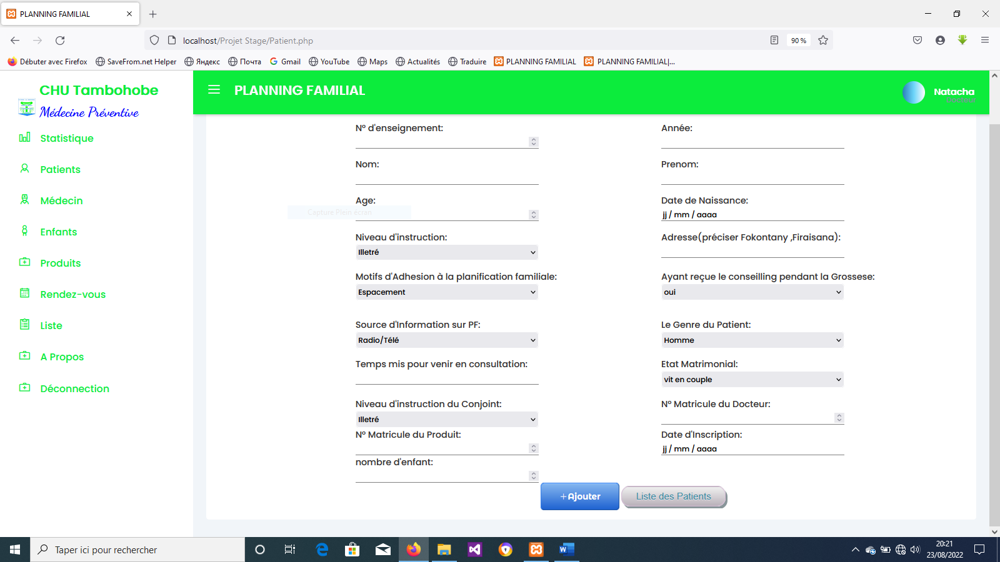 PLANNING FAMILIAL
localhost/Projet Stage/Patient.php
90 %
Débuter avec Firefox SaveFrom.net Helper Яндекс Почта Gmail YouTube Maps Actualités Traduire PLANNING FAMILIAL PLANNING FAMILIAL|...
CHU Tambohobe
Médecine Préventive
Statistique
Patients
Médecin
Enfants
Produits
Rendez-vous
Liste
A Propos
Déconnection
PLANNING FAMILIAL
Natacha
N° d'enseignement:
Année:
Nom:
Prenom:
Age:
Date de Naissance:
jj / mm / aaaa
Capture Plein écran
Niveau d'instruction:
Illetré
Adresse(préciser Fokontany ,Firaisana):
Motifs d'Adhesion à la planification familiale:
Espacement
Ayant reçue le conseilling pendant la Grossese:
oui
Source d'Information sur PF:
Radio/Télé
Le Genre du Patient:
Homme
Temps mis pour venir en consultation:
Etat Matrimonial:
vit en couple
Niveau d'instruction du Conjoint:
Illetré
N° Matricule du Docteur:
N° Matricule du Produit:
Date d'Inscription:
jj / mm / aaaa
nombre d'enfant:
+Ajouter
Liste des Patients
Taper ici pour rechercher
20:21
23/08/2022